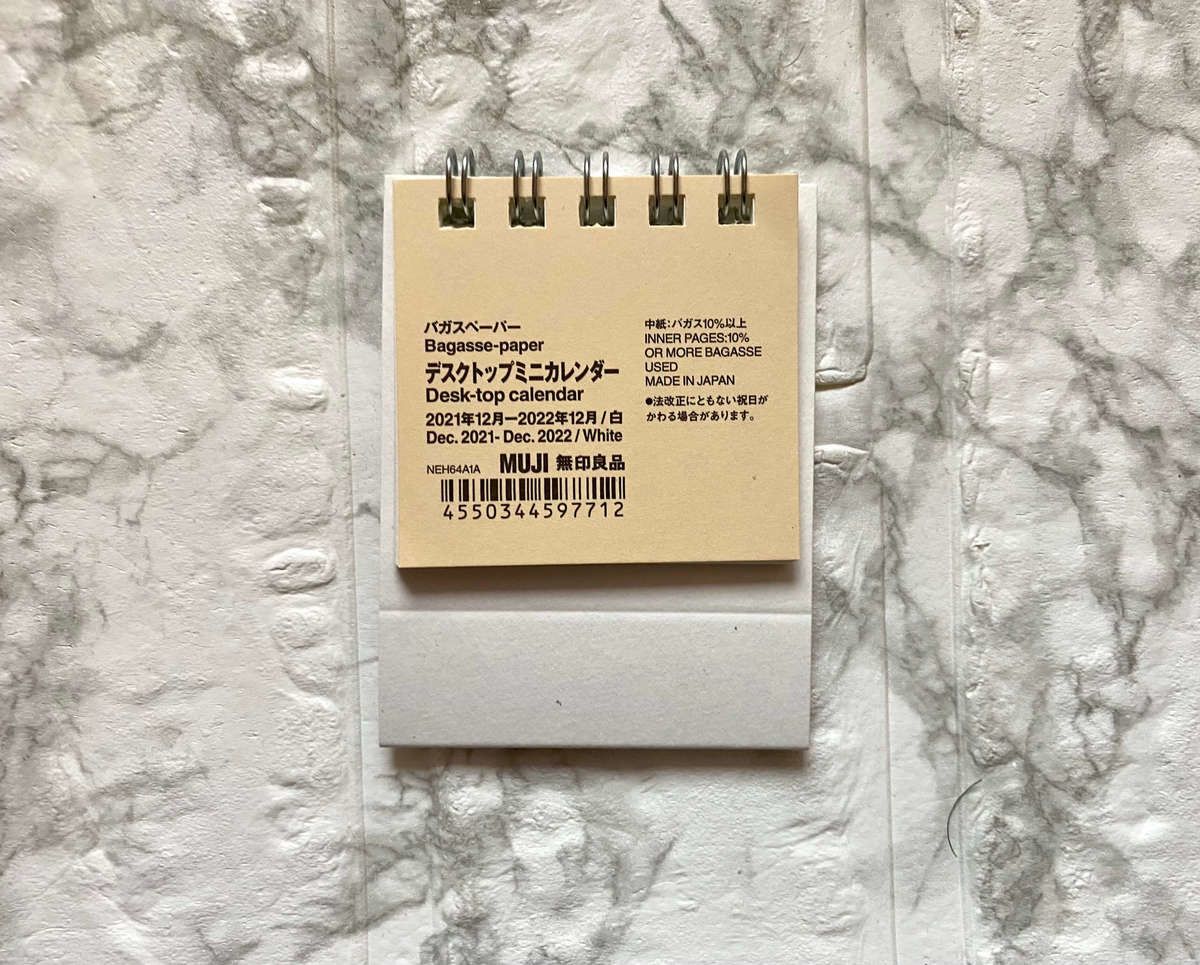 バガスペーパー
Bagasse-paper
デスクトップミニカレンダー
Desk-top calendar
2021年12月ー2022年12月/白
Dec. 2021- Dec. 2022/White
NEH64A1A MUJI 無印良品
4550344597712
中紙:バガス10%以上
INNER PAGES:10%
OR MORE BAGASSE
USED
MADE IN JAPAN
●法改正にともない祝日が
かわる場合があります。